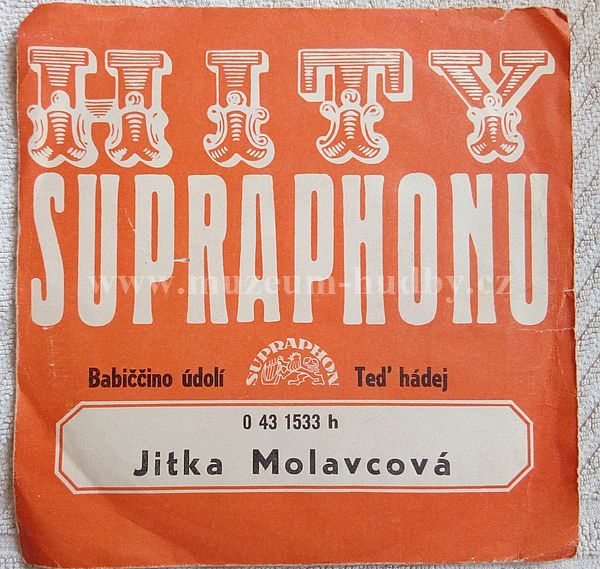 HITY
SUPRAPHONU
www.muzeum-hudby.cz
Babiččino údolí SUPRAPHON Teď hádej
0 43 1533 h
Jitka Molavcová